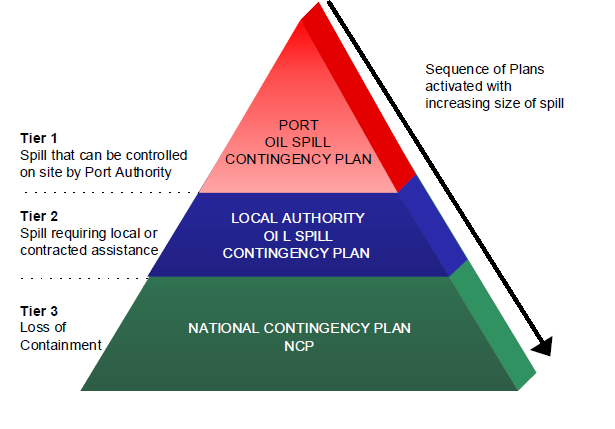 Sequence of Plans
activated with
increasing size of spill
PORT
OIL SPILL
CONTINGENCY PLAN
Tier 1
Spill that can be controlled
on site by Port Authority
LOCAL AUTHORITY
OI L SPILL
CONTINGENCY PLAN
Tier 2
Spill requiring local or
contracted assistance
NATIONAL CONTINGENCY PLAN
NCP
Tier 3
Loss of
Containment